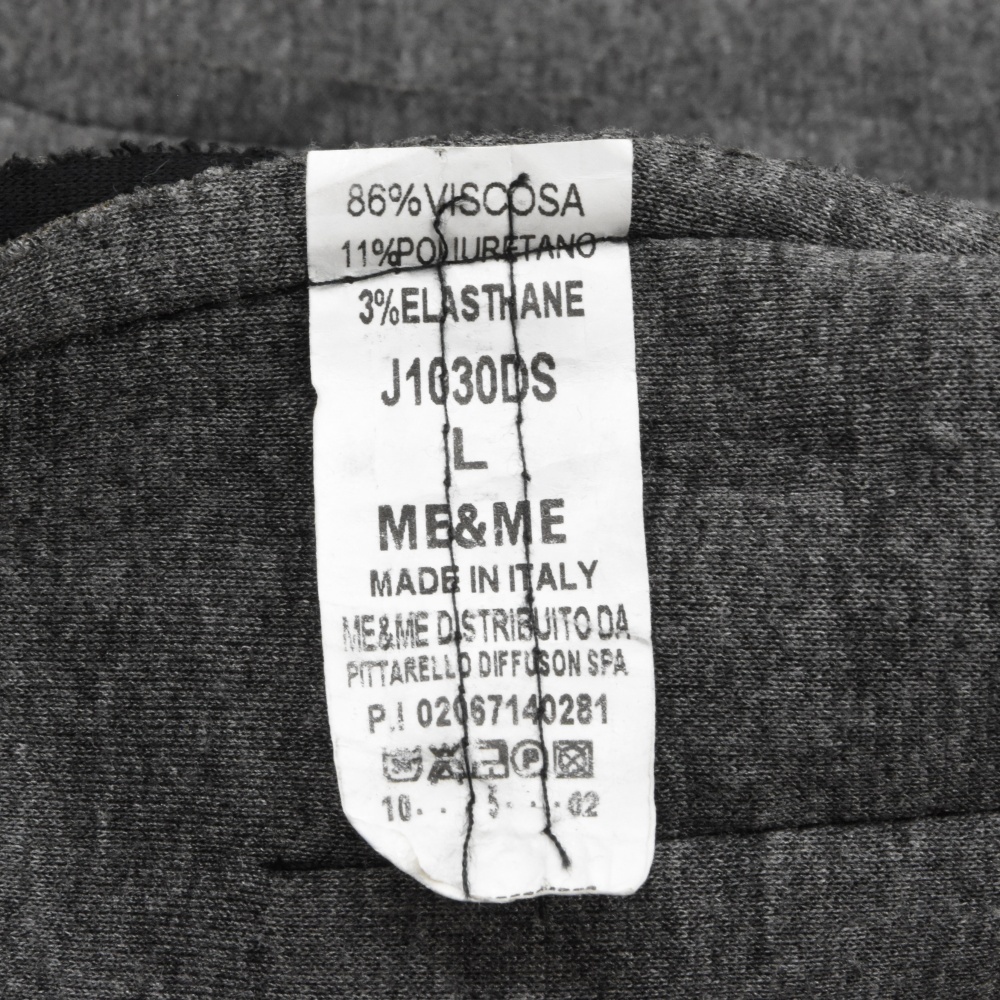 86%VISCOSA
11%POLIURETANO
3%ELASTHANE
J1030DS
L
ME&ME
MADE IN ITALY
ME&ME DISTRIBUITO DA
PITTARELLO DIFFUSON SPA
P.I 02067140281
P
10· · 5· · ·02